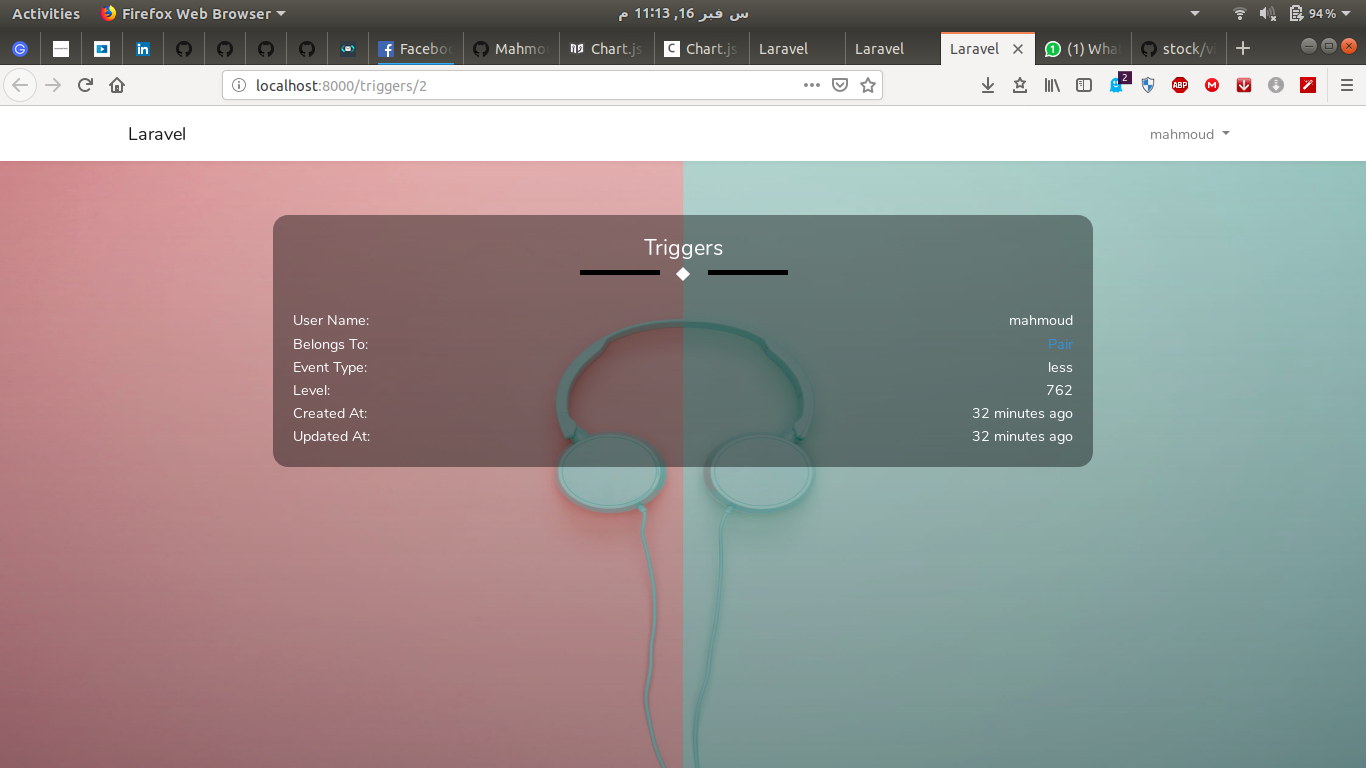 Activities Firefox Web Browser س فبر 16, 11:13 م 94%
Faceboo Mahmo Chart.js Chart.js Laravel Laravel Laravel (1) Wha stock/v
localhost:8000/triggers/2 2 ABP
Laravel mahmoud
Triggers
User Name: mahmoud
Belongs To: Pair
Event Type: less
Level: 762
Created At: 32 minutes ago
Updated At: 32 minutes ago